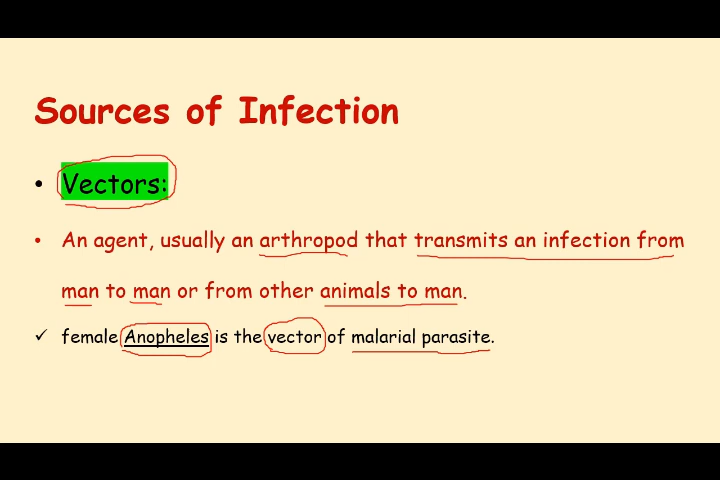 Sources of Infection
• Vectors:
• An agent, usually an arthropod that transmits an infection from
man to man or from other animals to man.
✓ female Anopheles is the vector of malarial parasite.